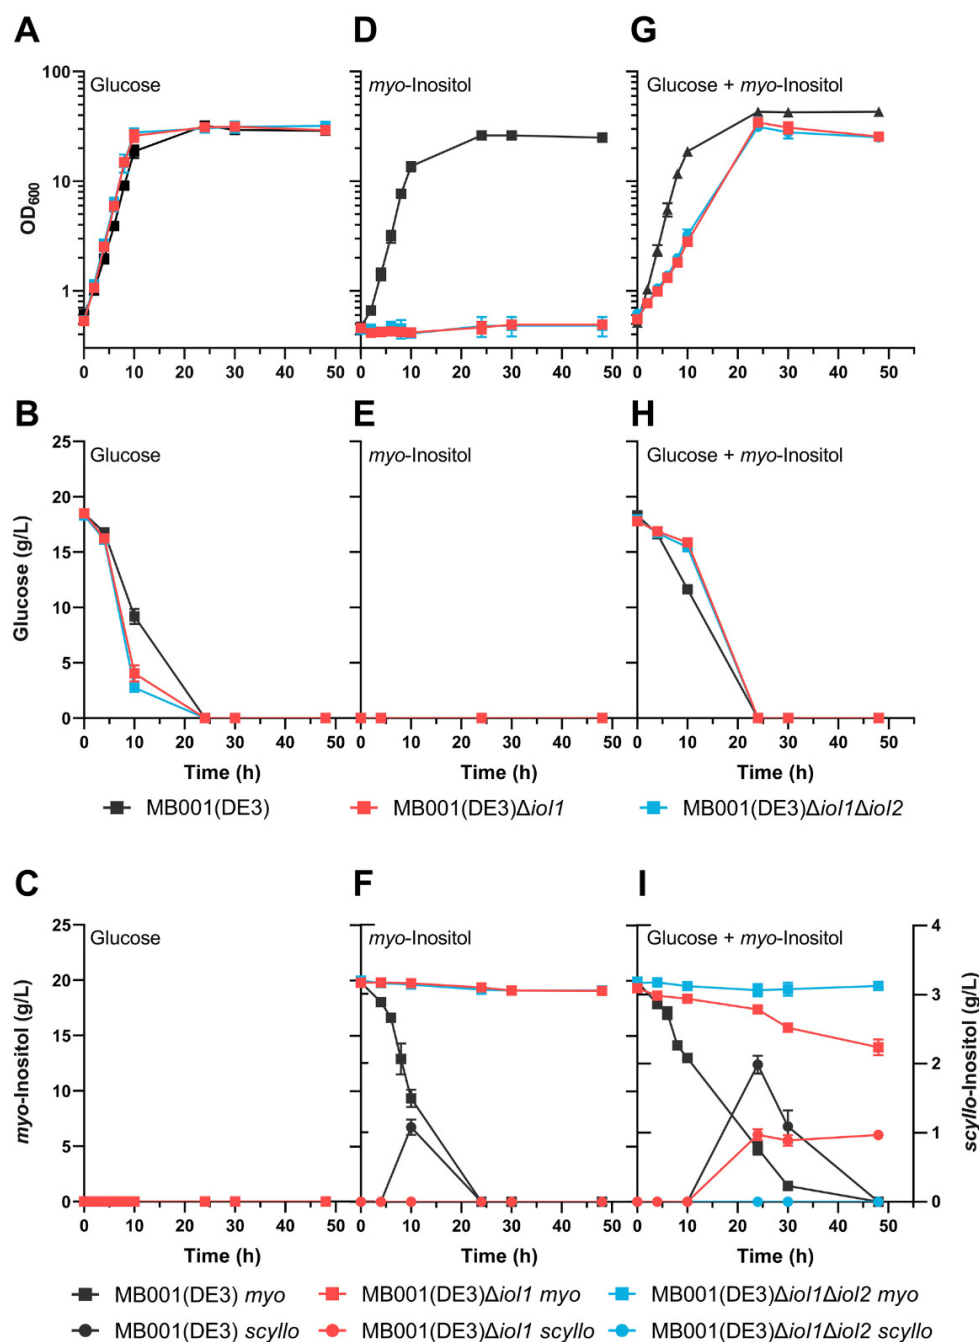 A D G
Glucose myo-Inositol Glucose + myo-Inositol
OD600
100
10
1
0 10 20 30 40 50 0 10 20 30 40 50 0 10 20 30 40 50
B E H
Glucose myo-Inositol Glucose + myo-Inositol
Glucose (g/L)
25
20
15
10
5
0
0 10 20 30 40 50 0 10 20 30 40 50 0 10 20 30 40 50
Time (h) Time (h) Time (h)
MB001(DE3) MB001(DE3)Δiol1 MB001(DE3)Δiol1Δiol2
C F I
Glucose myo-Inositol Glucose + myo-Inositol
myo-Inositol (g/L)
25
20
15
10
5
0
4
3
2
1
0
scyllo-Inositol (g/L)
0 10 20 30 40 50 0 10 20 30 40 50 0 10 20 30 40 50
Time (h) Time (h) Time (h)
MB001(DE3) myo MB001(DE3)Δiol1 myo MB001(DE3)Δiol1Δiol2 myo
MB001(DE3) scyllo MB001(DE3)Δiol1 scyllo MB001(DE3)Δiol1Δiol2 scyllo